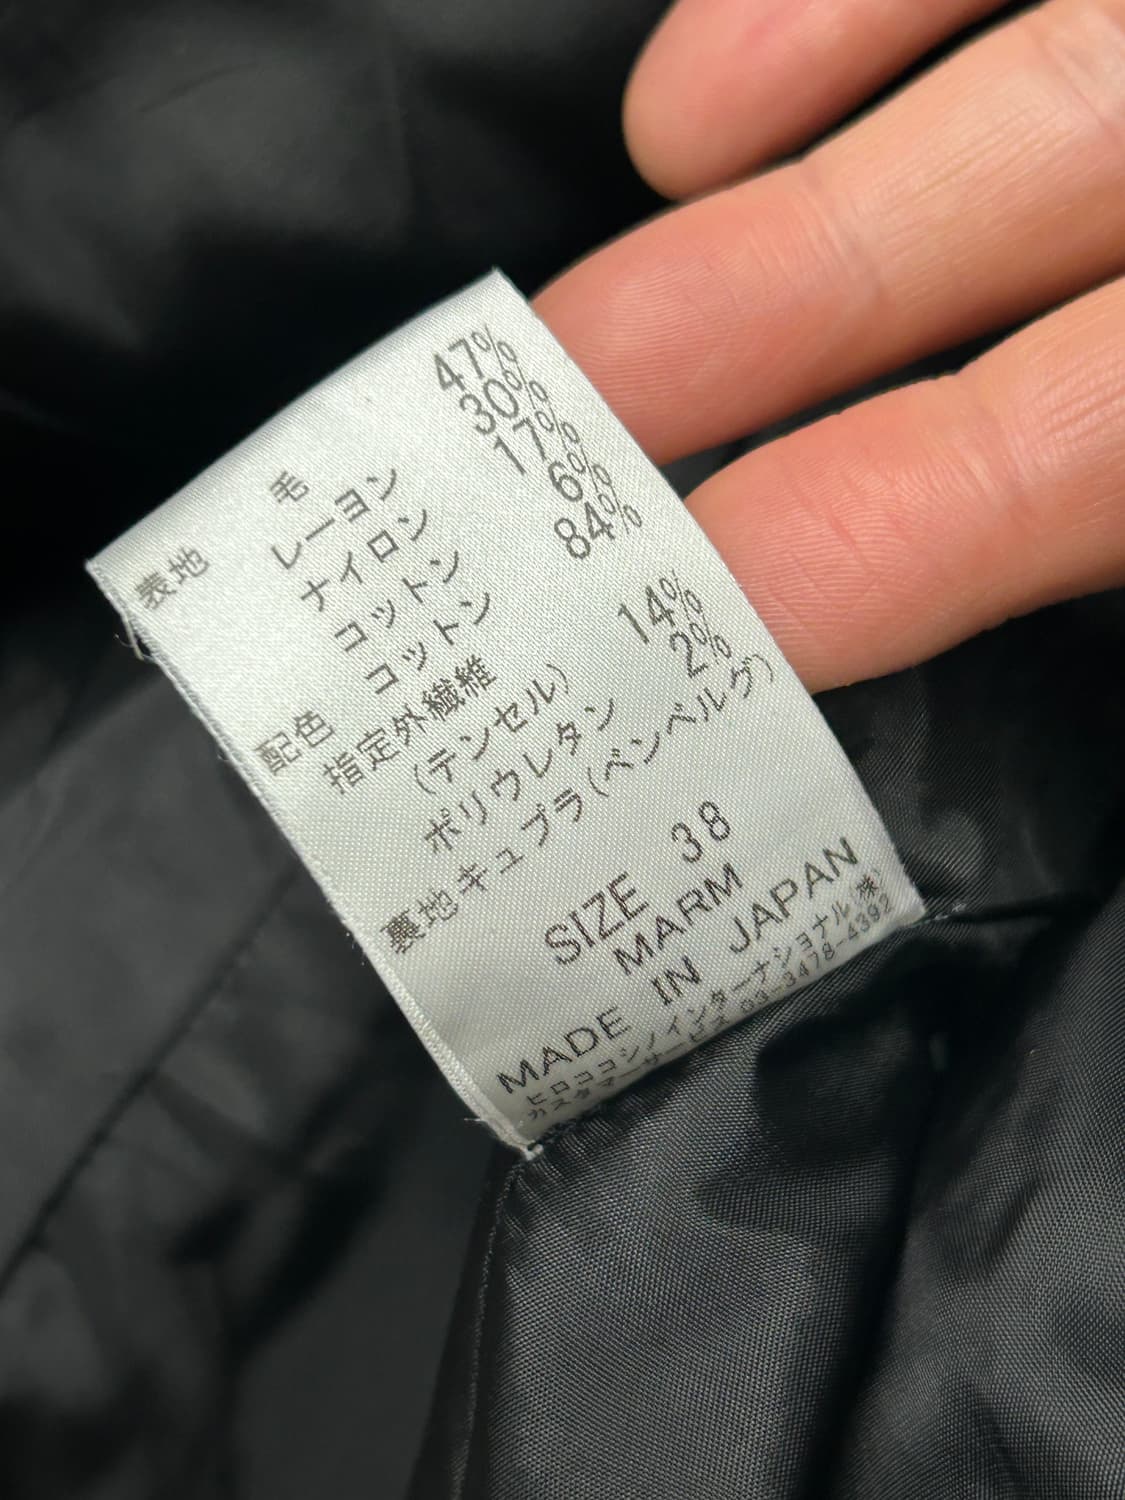 表地 毛 47%
レーヨン 30%
ナイロン 17%
コットン 6%
配色 コットン 84%
指定外繊維
(テンセル) 14%
ポリウレタン 2%
裏地 キュプラ(ベンベルグ)
SIZE 38
MARM
MADE IN JAPAN
ヒロココシノインターナショナル(株)
カスタマーサービス 03-3478-4392